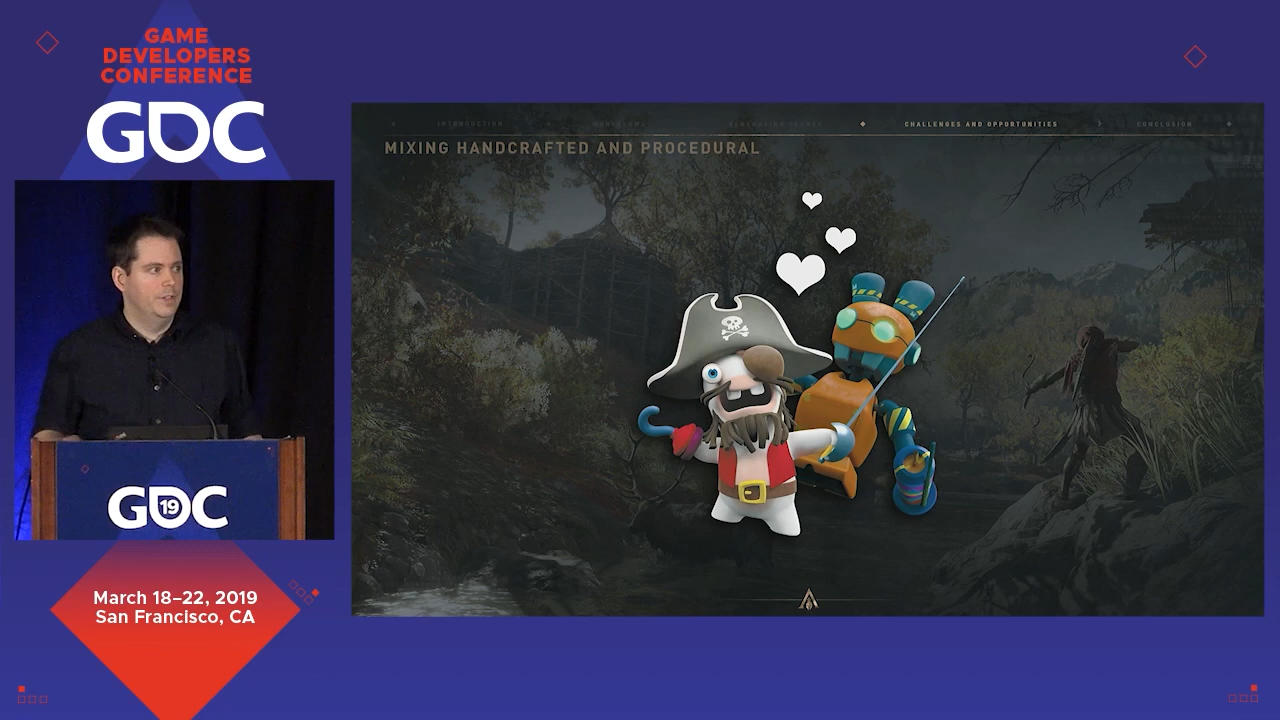 GAME
DEVELOPERS
CONFERENCE
GDC
INTRODUCTION
CHALLENGES AND OPPORTUNITIES
CONCLUSION
MIXING HANDCRAFTED AND PROCEDURAL
GDC
19
March 18–22, 2019
San Francisco, CA